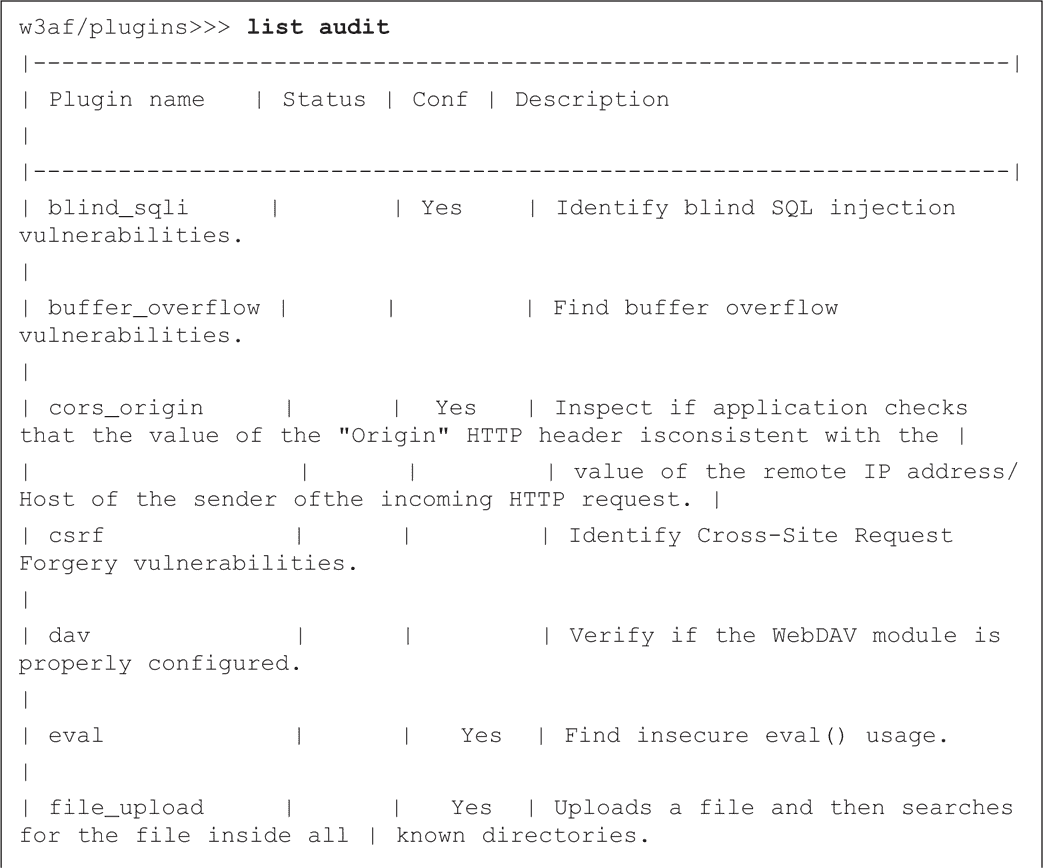 w3af/plugins>>> list audit
|--------------------------------------------------------------------|
| Plugin name | Status | Conf | Description
|
|--------------------------------------------------------------------|
| blind_sqli | | Yes | Identify blind SQL injection
vulnerabilities.
|
| buffer_overflow | | | Find buffer overflow
vulnerabilities.
|
| cors_origin | | Yes | Inspect if application checks
that the value of the "Origin" HTTP header isconsistent with the |
| | | | value of the remote IP address/
Host of the sender ofthe incoming HTTP request. |
| csrf | | | Identify Cross-Site Request
Forgery vulnerabilities.
|
| dav | | | Verify if the WebDAV module is
properly configured.
|
| eval | | Yes | Find insecure eval() usage.
|
| file_upload | | Yes | Uploads a file and then searches
for the file inside all | known directories.